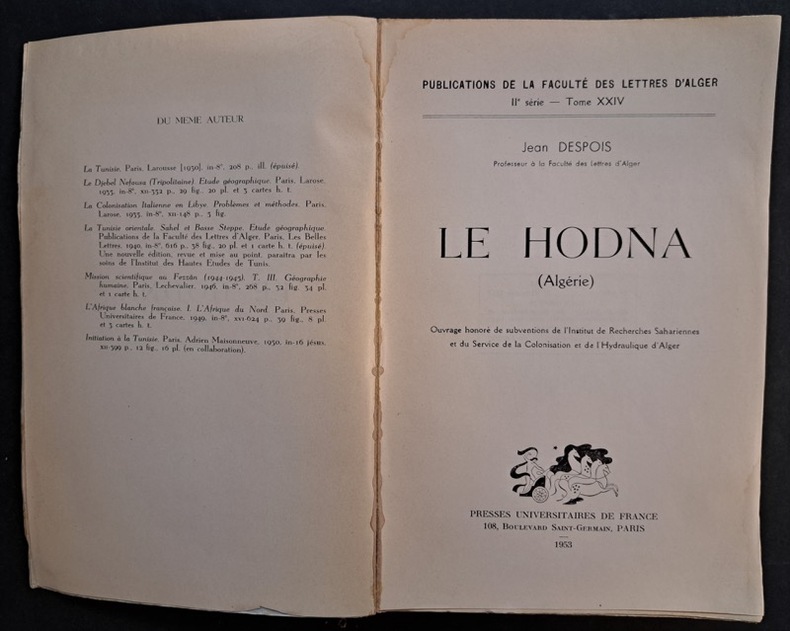 DU MEME AUTEUR
La Tunisie, Paris, Larousse [1930], in-8°, 208 p., ill. (épuisé).
Le Djebel Nefousa (Tripolitaine). Etude géographique, Paris, Larose,
1935, in-8°, xii-352 p., 29 fig., 20 pl. et 3 cartes h. t.
La Colonisation Italienne en Libye. Problèmes et méthodes, Paris,
Larose, 1935, in-8°, xii-148 p., 5 fig.
La Tunisie orientale. Sahel et Basse Steppe. Etude géographique.
Publications de la Faculté des Lettres d'Alger, Paris, Les Belles
Lettres, 1940, in-8°, 616 p., 38 fig., 20 pl. et 1 carte h. t. (épuisé).
Une nouvelle édition, revue et mise au point, paraîtra par les
soins de l'Institut des Hautes Etudes de Tunis.
Mission scientifique au Fezzân (1944-1945). T. III. Géographie
humaine, Paris, Lechevalier, 1946, in-8°, 268 p., 32 fig. 34 pl.
et 1 carte h. t.
L'Afrique blanche française. I. L'Afrique du Nord. Paris, Presses
Universitaires de France, 1949, in-8°, xvi-624 p., 39 fig., 8 pl.
et 3 cartes h. t.
Initiation à la Tunisie. Paris, Adrien Maisonneuve, 1950, in-16 jésus,
xii-399 p., 12 fig., 16 pl. (en collaboration).
PUBLICATIONS DE LA FACULTÉ DES LETTRES D'ALGER
IIe série — Tome XXIV
Jean DESPOIS
Professeur à la Faculté des Lettres d'Alger
LE HODNA
(Algérie)
Ouvrage honoré de subventions de l'Institut de Recherches Sahariennes
et du Service de la Colonisation et de l'Hydraulique d'Alger
PRESSES UNIVERSITAIRES DE FRANCE
108, BOULEVARD SAINT-GERMAIN, PARIS
1953